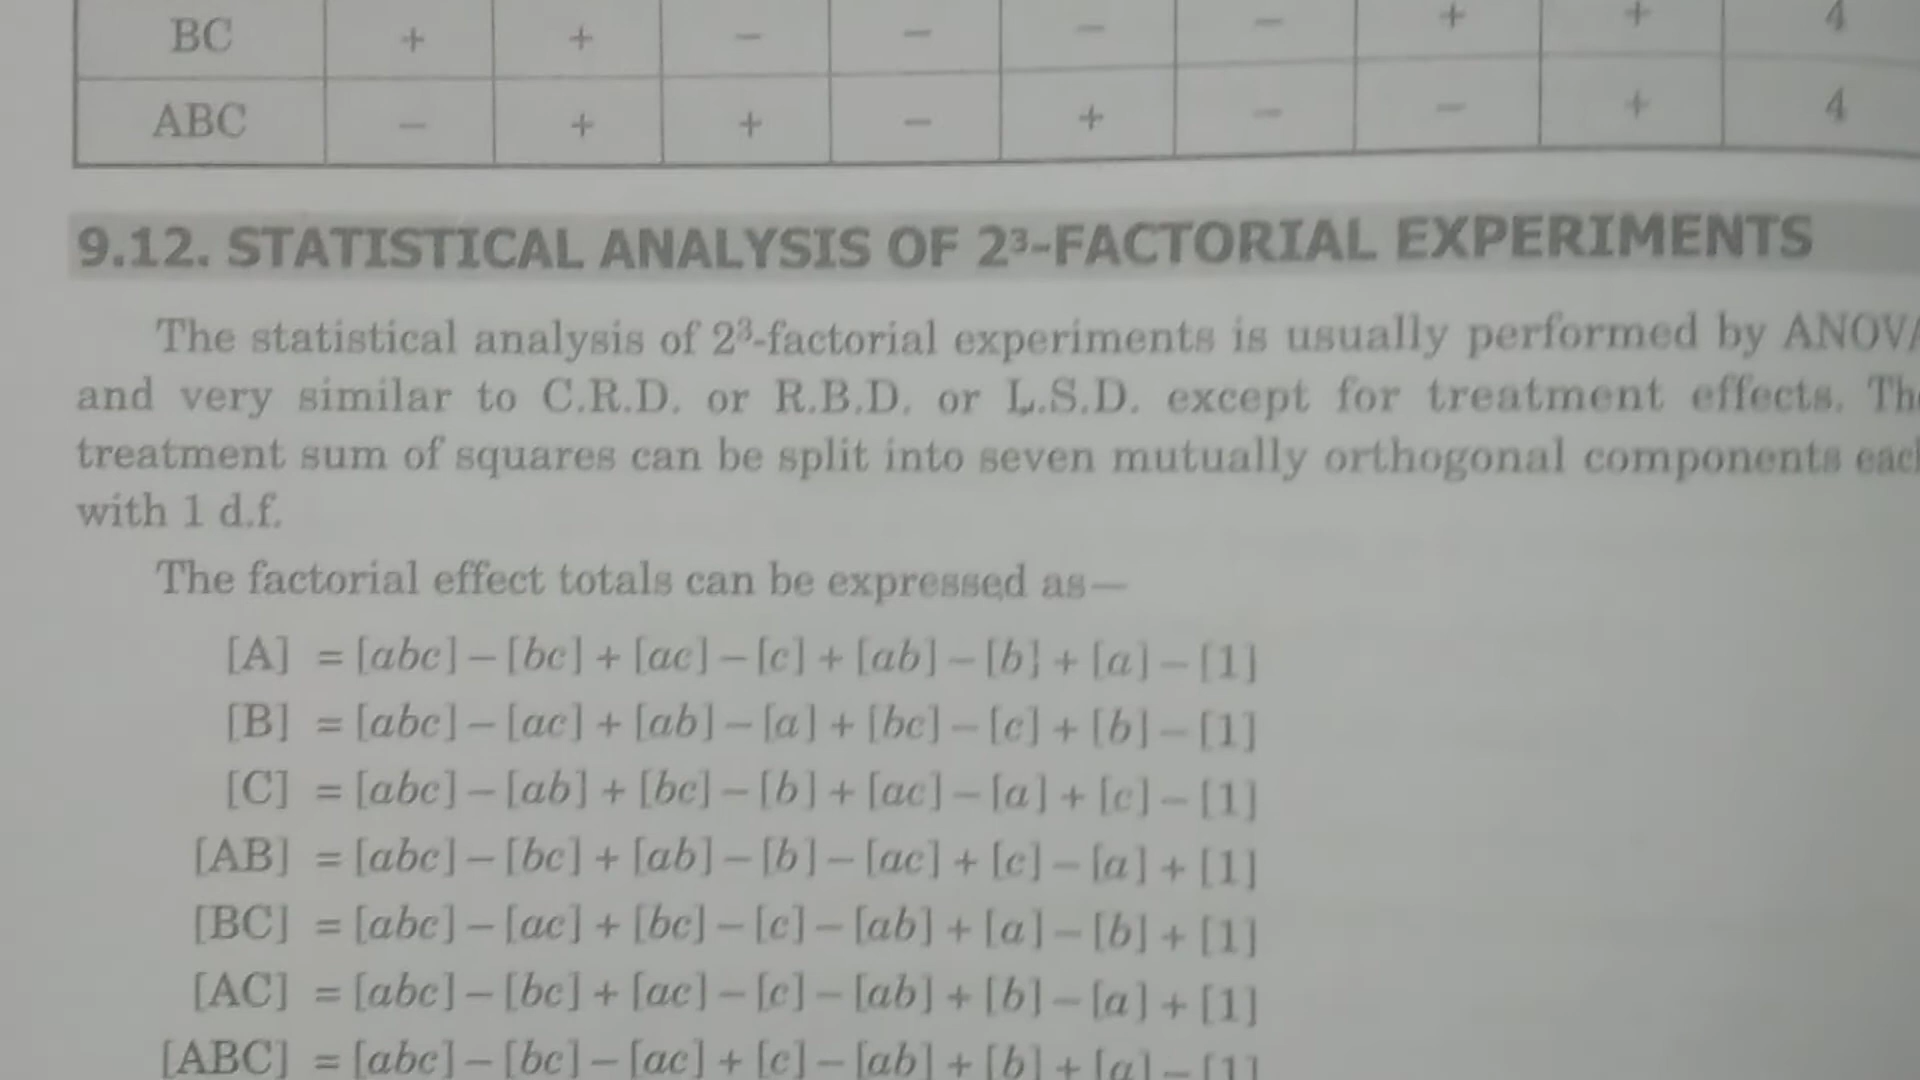 BC + + − − − − + + 4
ABC − + + − + − − + 4
9.12. STATISTICAL ANALYSIS OF 2³-FACTORIAL EXPERIMENTS
The statistical analysis of 2³-factorial experiments is usually performed by
and very similar to C.R.D. or R.B.D. or L.S.D. except for treatment effects.
treatment sum of squares can be split into seven mutually orthogonal components
with 1 d.f.
The factorial effect totals can be expressed as—
[A] = [abc] – [bc] + [ac] – [c] + [ab] – [b] + [a] – [1]
[B] = [abc] – [ac] + [ab] – [a] + [bc] – [c] + [b] – [1]
[C] = [abc] – [ab] + [bc] – [b] + [ac] – [a] + [c] – [1]
[AB] = [abc] – [bc] + [ab] – [b] – [ac] + [c] – [a] + [1]
[BC] = [abc] – [ac] + [bc] – [c] – [ab] + [a] – [b] + [1]
[AC] = [abc] – [bc] + [ac] – [c] – [ab] + [b] – [a] + [1]
[ABC] = [abc] – [bc] – [ac] + [c] – [ab] + [b] + [a] – [1]